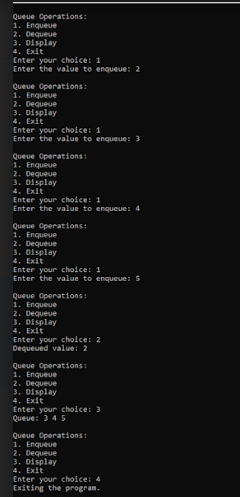 Queue Operations:
1. Enqueue
2. Dequeue
3. Display
4. Exit
Enter your choice: 1
Enter the value to enqueue: 2
Queue Operations:
1. Enqueue
2. Dequeue
3. Display
4. Exit
Enter your choice: 1
Enter the value to enqueue: 3
Queue Operations:
1. Enqueue
2. Dequeue
3. Display
4. Exit
Enter your choice: 1
Enter the value to enqueue: 4
Queue Operations:
1. Enqueue
2. Dequeue
3. Display
4. Exit
Enter your choice: 1
Enter the value to enqueue: 5
Queue Operations:
1. Enqueue
2. Dequeue
3. Display
4. Exit
Enter your choice: 2
Dequeued value: 2
Queue Operations:
1. Enqueue
2. Dequeue
3. Display
4. Exit
Enter your choice: 3
Queue: 3 4 5
Queue Operations:
1. Enqueue
2. Dequeue
3. Display
4. Exit
Enter your choice: 4
Exiting the program.